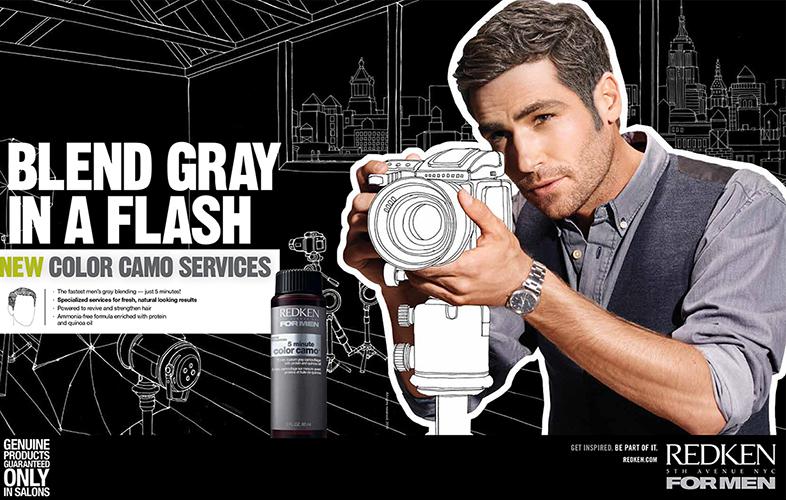 BLEND GRAY
IN A FLASH
NEW COLOR CAMO SERVICES
· The fastest men's gray blending — just 5 minutes!
· Specialized services for fresh, natural looking results
· Powered to revive and strengthen hair
· Ammonia-free formula enriched with protein
and quinoa oil
REDKEN
FOR MEN
5 minute
color camo
GENUINE
PRODUCTS
GUARANTEED
ONLY
IN SALONS
GET INSPIRED. BE PART OF IT.
REDKEN.COM
REDKEN
5TH AVENUE NYC
FOR MEN